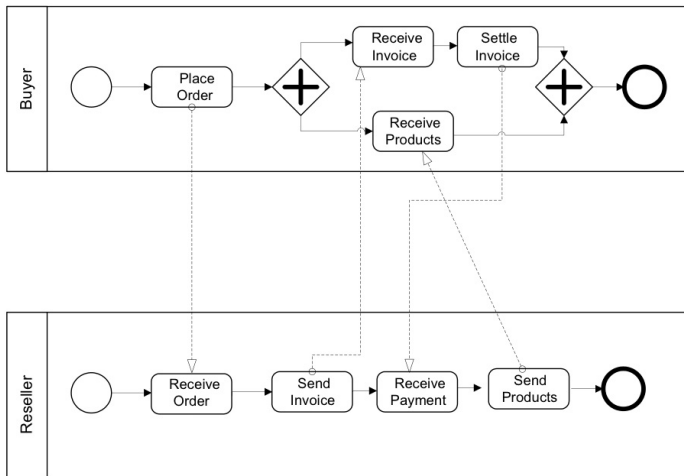 Buyer
Place
Order
Receive
Invoice
Settle
Invoice
Receive
Products
Reseller
Receive
Order
Send
Invoice
Receive
Payment
Send
Products